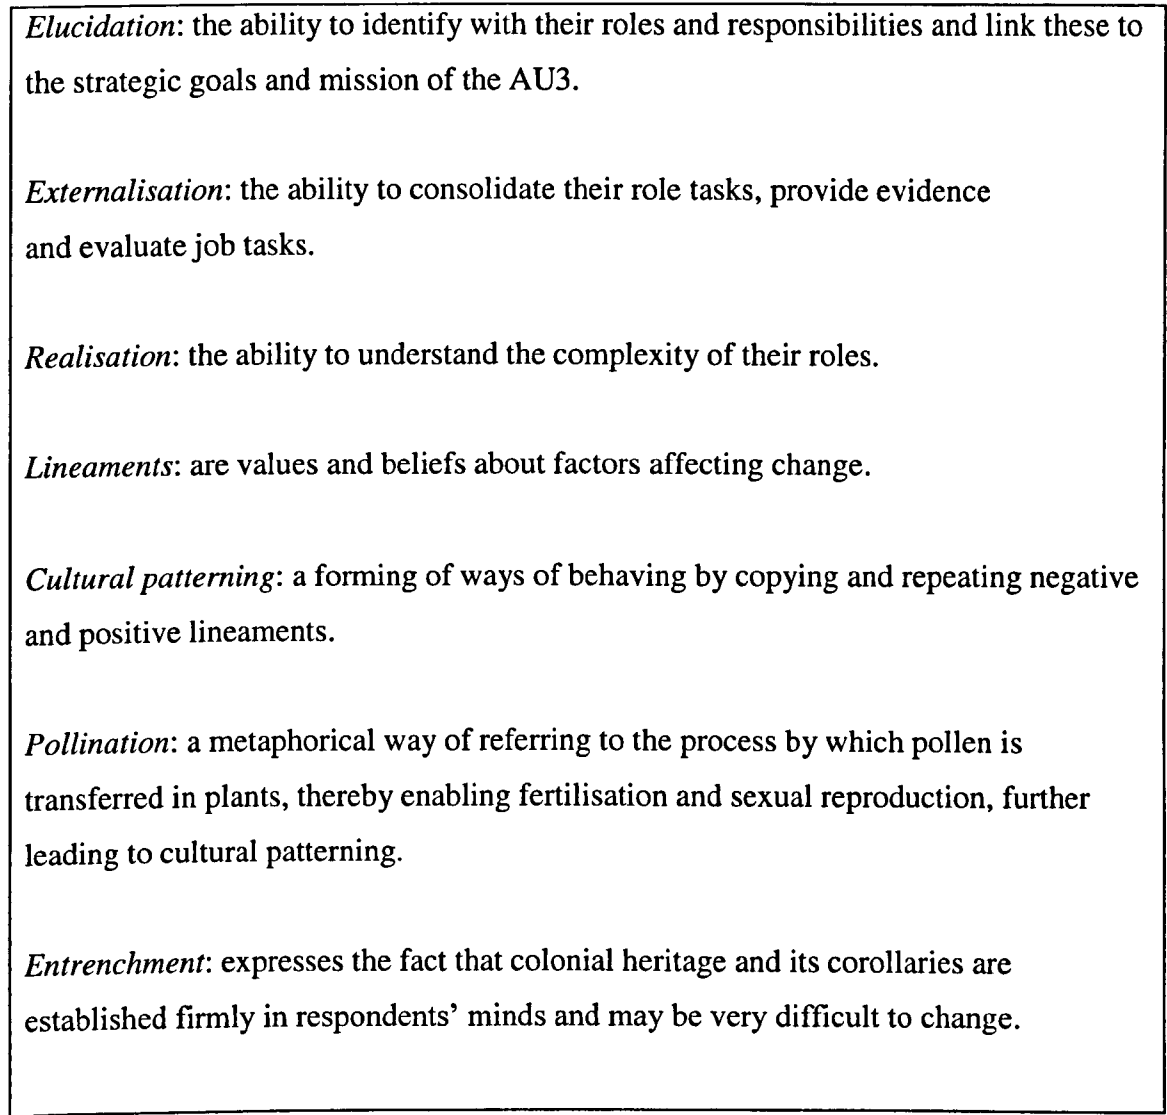 Elucidation: the ability to identify with their roles and responsibilities and link these to
the strategic goals and mission of the AU3.
Externalisation: the ability to consolidate their role tasks, provide evidence
and evaluate job tasks.
Realisation: the ability to understand the complexity of their roles.
Lineaments: are values and beliefs about factors affecting change.
Cultural patterning: a forming of ways of behaving by copying and repeating negative
and positive lineaments.
Pollination: a metaphorical way of referring to the process by which pollen is
transferred in plants, thereby enabling fertilisation and sexual reproduction, further
leading to cultural patterning.
Entrenchment: expresses the fact that colonial heritage and its corollaries are
established firmly in respondents' minds and may be very difficult to change.